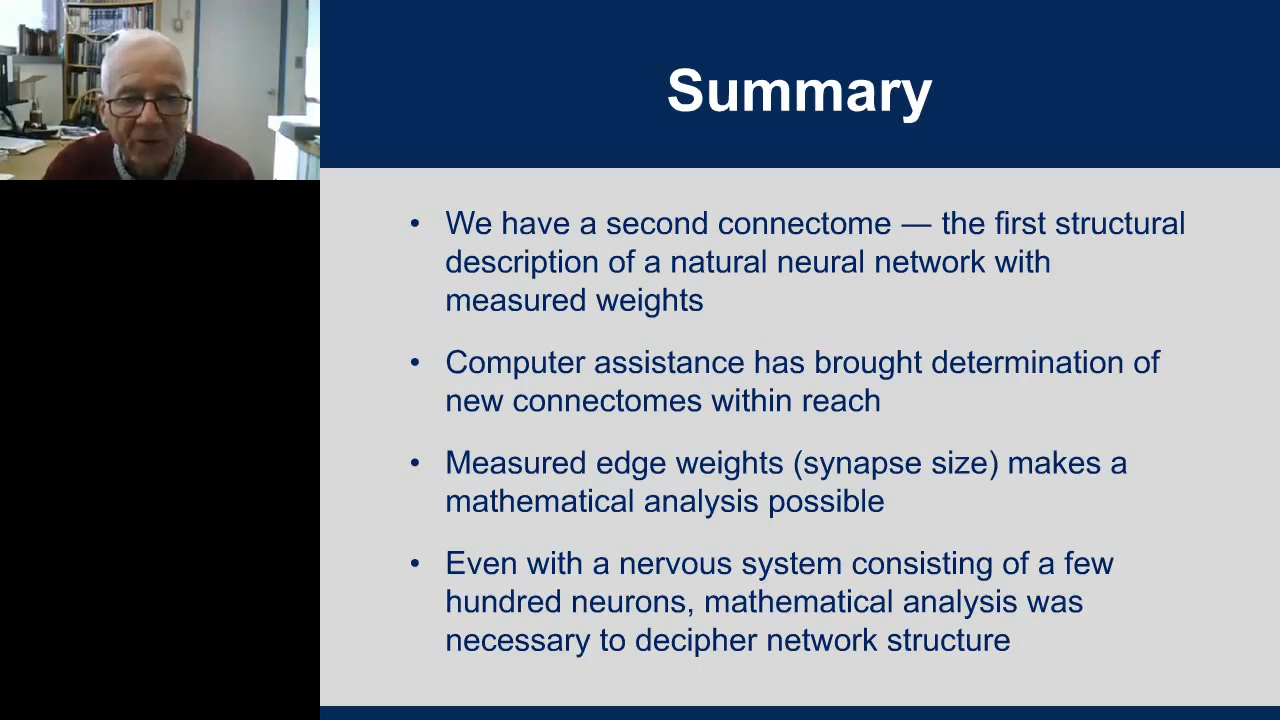 Summary
• We have a second connectome — the first structural
description of a natural neural network with
measured weights
• Computer assistance has brought determination of
new connectomes within reach
• Measured edge weights (synapse size) makes a
mathematical analysis possible
• Even with a nervous system consisting of a few
hundred neurons, mathematical analysis was
necessary to decipher network structure